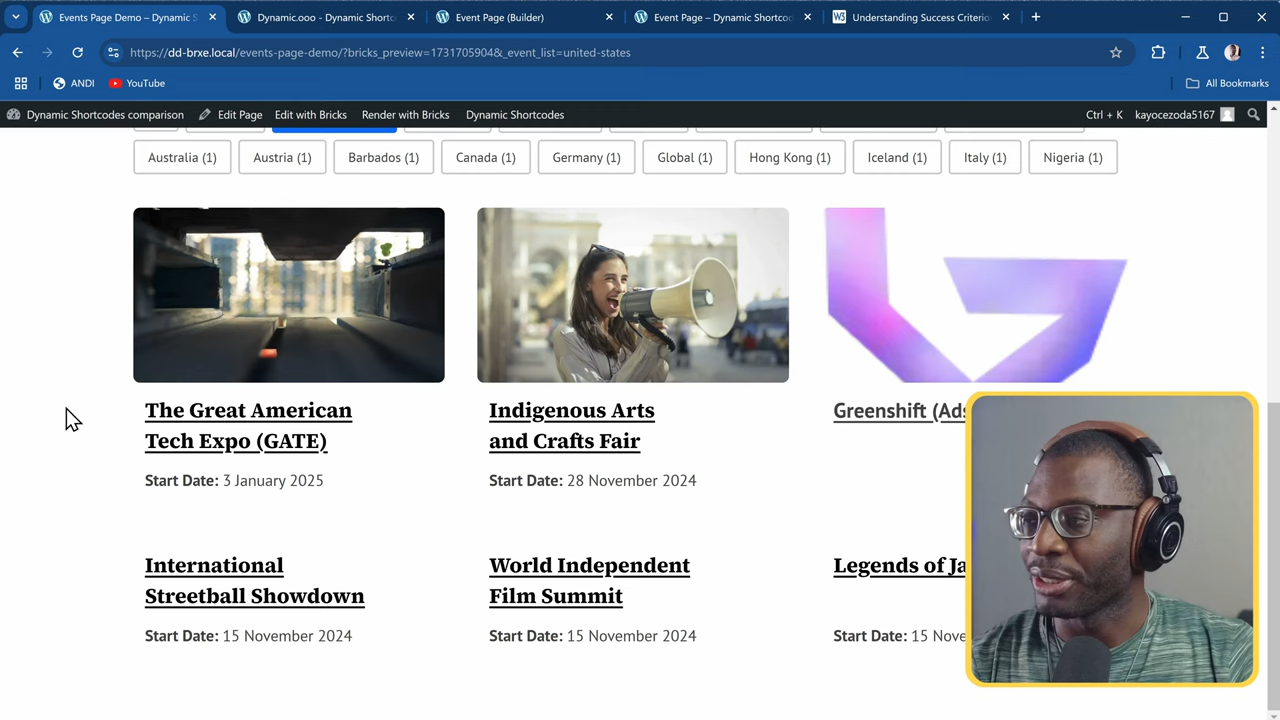 Events Page Demo – Dynamic S
Dynamic.ooo - Dynamic Shortc
Event Page (Builder)
Event Page – Dynamic Shortcod
W3 Understanding Success Criterio
https://dd-brxe.local/events-page-demo/?bricks_preview=1731705904&_event_list=united-states
ANDI
YouTube
All Bookmarks
Dynamic Shortcodes comparison
Edit Page
Edit with Bricks
Render with Bricks
Dynamic Shortcodes
Ctrl + K
kayocezoda5167
Australia (1)
Austria (1)
Barbados (1)
Canada (1)
Germany (1)
Global (1)
Hong Kong (1)
Iceland (1)
Italy (1)
Nigeria (1)
The Great American
Tech Expo (GATE)
Start Date: 3 January 2025
Indigenous Arts
and Crafts Fair
Start Date: 28 November 2024
Greenshift (Ads
International
Streetball Showdown
Start Date: 15 November 2024
World Independent
Film Summit
Start Date: 15 November 2024
Legends of Ja
Start Date: 15 Nove